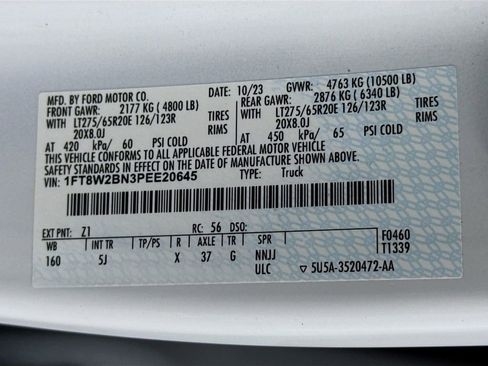 MFD. BY FORD MOTOR CO. 10/23 GVWR: 4763 KG (10500 LB)
FRONT GAWR: 2177 KG (4800 LB) REAR GAWR: 2876 KG (6340 LB)
WITH LT275/65R20E 126/123R TIRES WITH LT275/65R20E 126/123R TIRES
20X8.0J 20X8.0J
AT 420 kPa/ 60 PSI COLD AT 450 kPa/ 65 PSI COLD
THIS VEHICLE CONFORMS TO ALL APPLICABLE FEDERAL MOTOR VEHICLE
SAFETY STANDARDS IN EFFECT ON THE DATE OF MANUFACTURE SHOWN ABOVE.
VIN: 1FT8W2BN3PEE20645 TYPE: Truck
EXT PNT: Z1 RC: 56 DSO: F0460
WB INT TR TP/PS R AXLE TR SPR T1339
160 5J X 37 G NNJJ
ULC ▽5U5A-3520472-AA